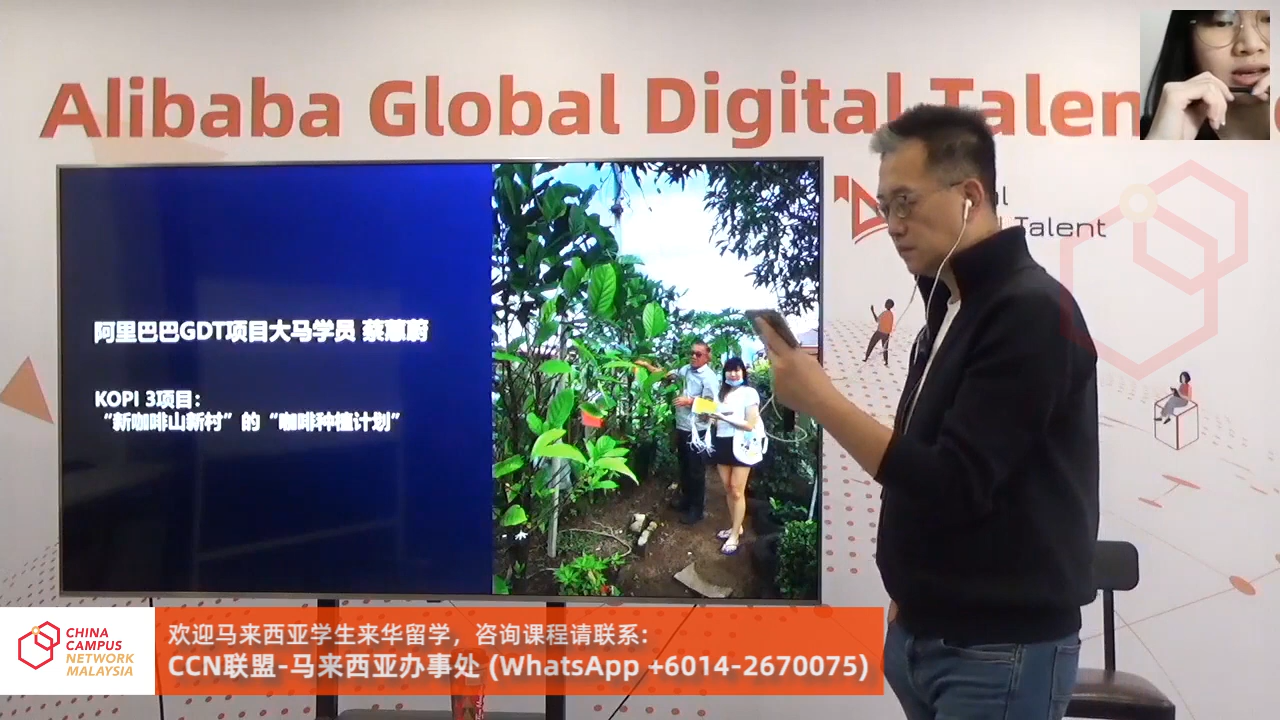 Alibaba Global Digital Talen
Talent
阿里巴巴GDT项目大马学员 蔡蕙蔚
KOPI 3项目：
“新咖啡山新村”的“咖啡种植计划”
CHINA
CAMPUS
NETWORK
MALAYSIA
欢迎马来西亚学生来华留学，咨询课程请联系：
CCN联盟-马来西亚办事处 (WhatsApp +6014-2670075)